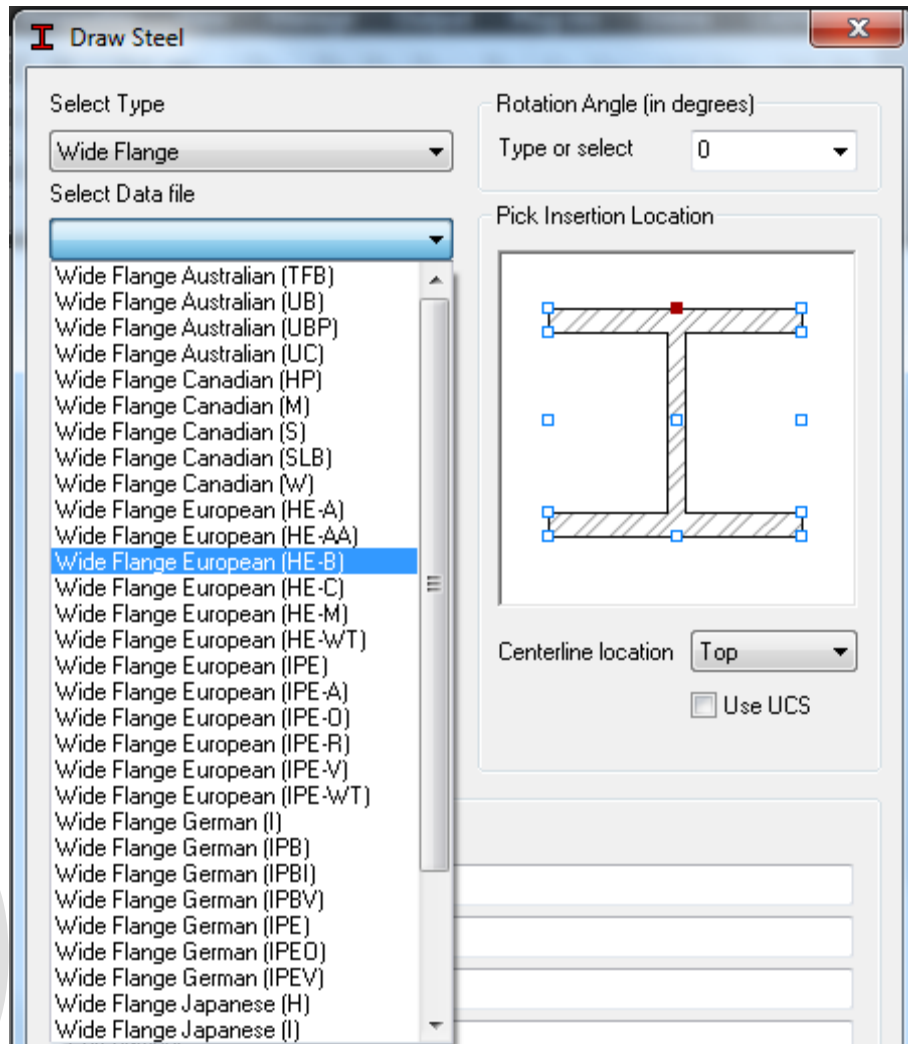 Draw Steel
Select Type
Wide Flange
Select Data file
Wide Flange Australian (TFB)
Wide Flange Australian (UB)
Wide Flange Australian (UBP)
Wide Flange Australian (UC)
Wide Flange Canadian (HP)
Wide Flange Canadian (M)
Wide Flange Canadian (S)
Wide Flange Canadian (SLB)
Wide Flange Canadian (W)
Wide Flange European (HE-A)
Wide Flange European (HE-AA)
Wide Flange European (HE-B)
Wide Flange European (HE-C)
Wide Flange European (HE-M)
Wide Flange European (HE-WT)
Wide Flange European (IPE)
Wide Flange European (IPE-A)
Wide Flange European (IPE-O)
Wide Flange European (IPE-R)
Wide Flange European (IPE-V)
Wide Flange European (IPE-WT)
Wide Flange German (I)
Wide Flange German (IPB)
Wide Flange German (IPBI)
Wide Flange German (IPBV)
Wide Flange German (IPE)
Wide Flange German (IPEO)
Wide Flange German (IPEV)
Wide Flange Japanese (H)
Wide Flange Japanese (I)
Rotation Angle (in degrees)
Type or select 0
Pick Insertion Location
Centerline location Top
Use UCS